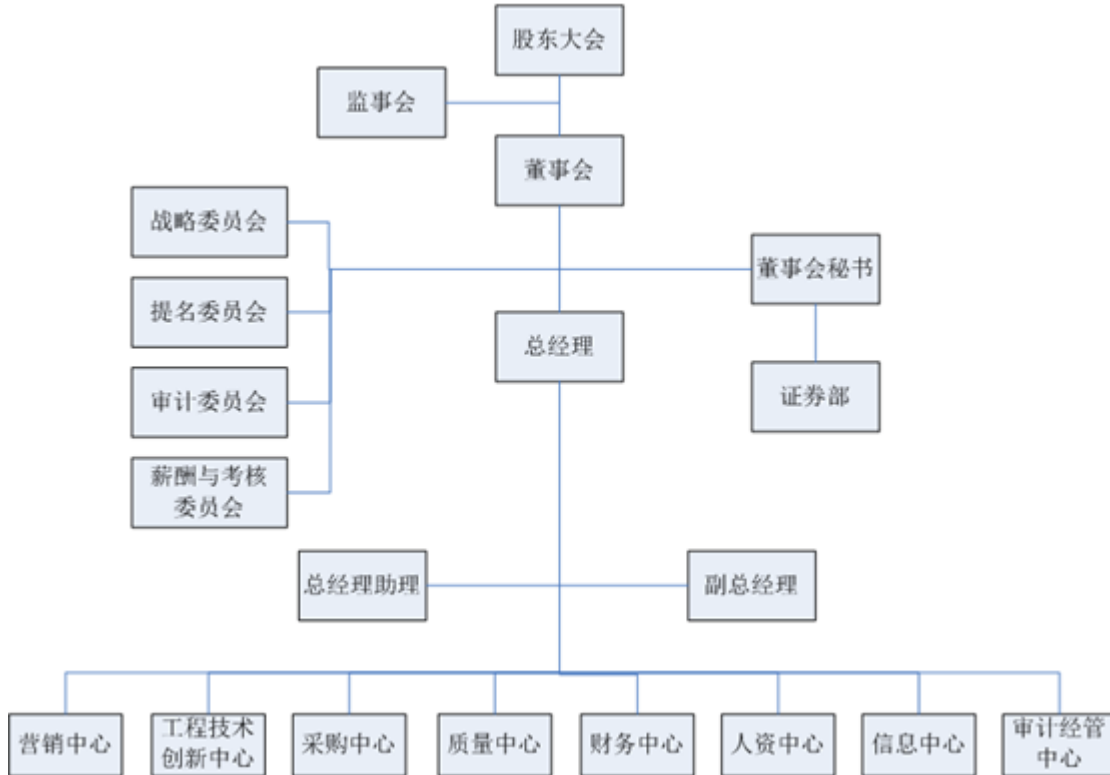 股东大会
监事会
董事会
战略委员会
董事会秘书
提名委员会
总经理
审计委员会
证券部
薪酬与考核
委员会
总经理助理
副总经理
营销中心
工程技术
创新中心
采购中心
质量中心
财务中心
人资中心
信息中心
审计经管
中心